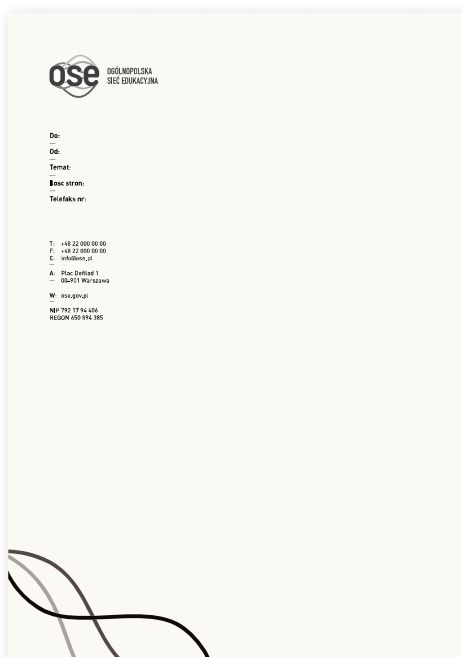 ose
OGÓLNOPOLSKA
SIEĆ EDUKACYJNA
Do:
Od:
Temat:
Ilosc stron:
Telefaks nr:
T: +48 22 000 00 00
F: +48 22 000 00 00
E: info@ose.pl
A: Plac Defilad 1
00-901 Warszawa
W: ose.gov.pl
NIP 792 17 94 406
REGON 650 694 385